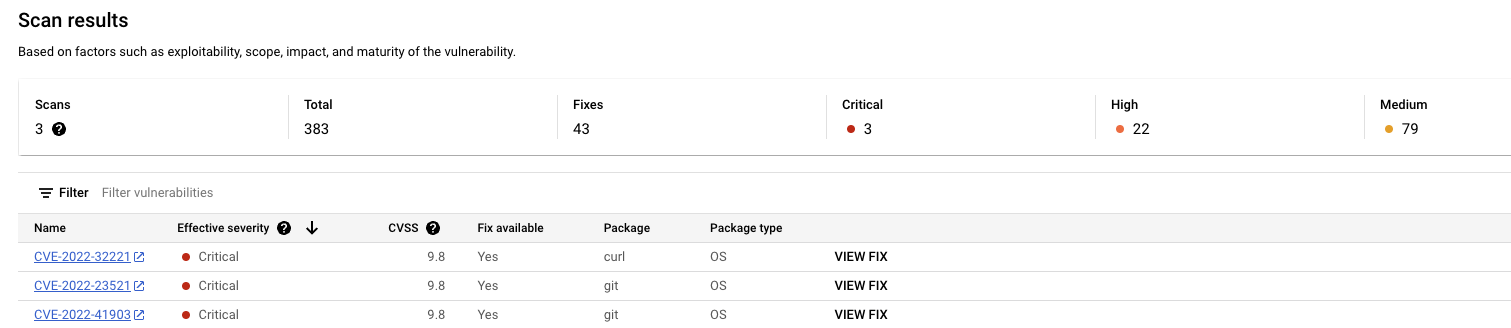 Scan results
Based on factors such as exploitability, scope, impact, and maturity of the vulnerability.
Scans Total Fixes Critical High Medium
3 383 43 3 22 79
Filter Filter vulnerabilities
Name Effective severity CVSS Fix available Package Package type
CVE-2022-32221 Critical 9.8 Yes curl OS VIEW FIX
CVE-2022-23521 Critical 9.8 Yes git OS VIEW FIX
CVE-2022-41903 Critical 9.8 Yes git OS VIEW FIX